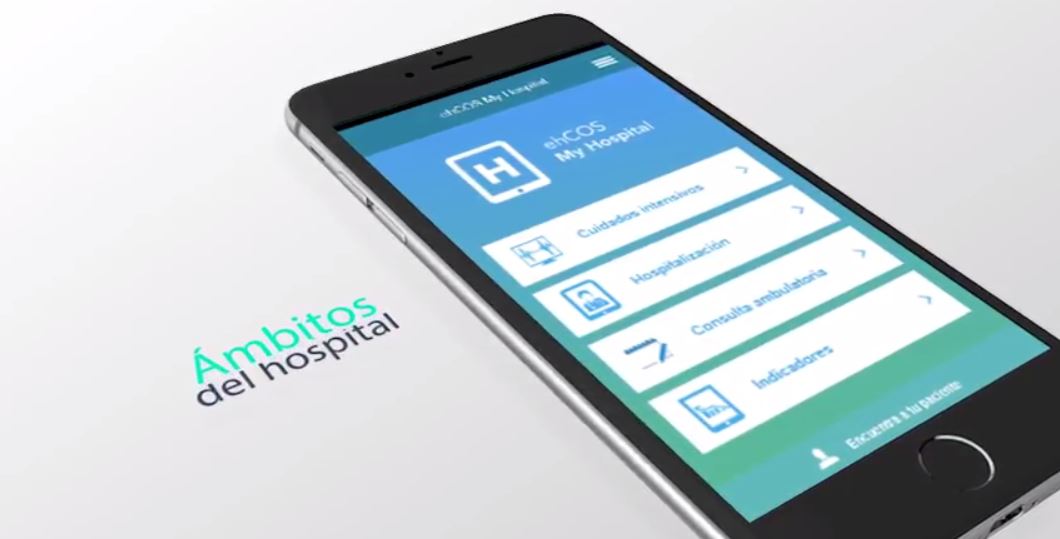 Ámbitos
del hospital
ehCOS My Hospital
H
ehCOS
My Hospital
Cuidados intensivos
Hospitalización
Consulta ambulatoria
Indicadores
Encuentra a tu paciente